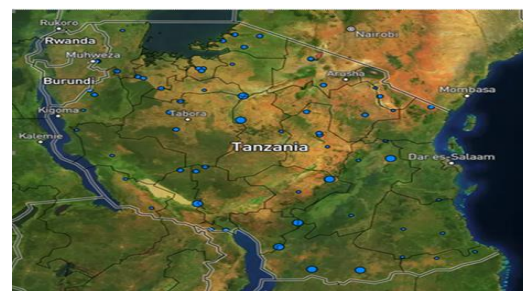 Rukoro
Nairobi
Rwanda
Muhweza
Arusha
Burundi
Mombasa
Kigoma
Tabora
Kalemie
Tanzania
Dar es-Salaam